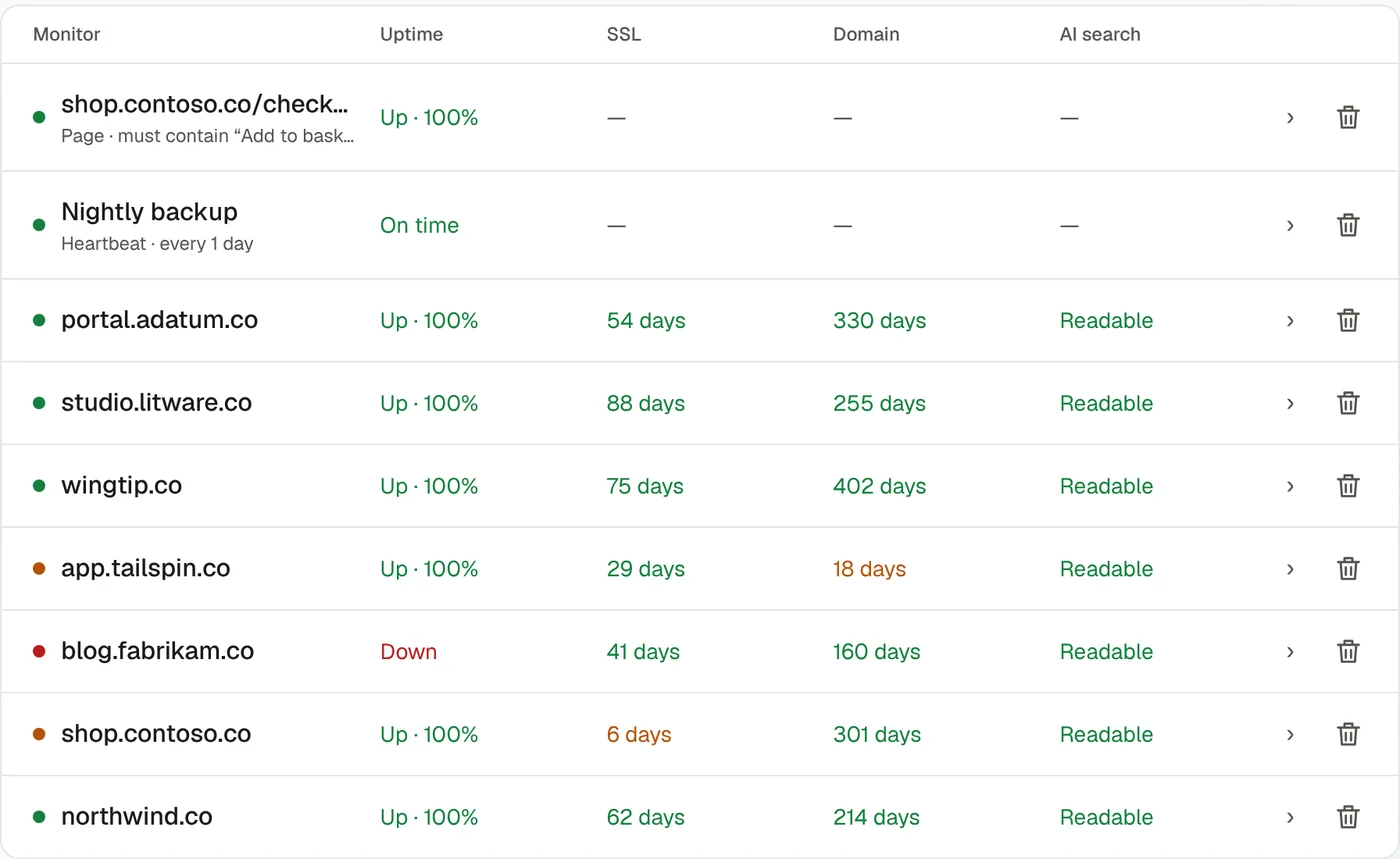 Monitor Uptime SSL Domain AI search
shop.contoso.co/check...
Page · must contain “Add to bask...
Up · 100% — — — ›
Nightly backup
Heartbeat · every 1 day
On time — — — ›
portal.adatum.co Up · 100% 54 days 330 days Readable ›
studio.litware.co Up · 100% 88 days 255 days Readable ›
wingtip.co Up · 100% 75 days 402 days Readable ›
app.tailspin.co Up · 100% 29 days 18 days Readable ›
blog.fabrikam.co Down 41 days 160 days Readable ›
shop.contoso.co Up · 100% 6 days 301 days Readable ›
northwind.co Up · 100% 62 days 214 days Readable ›